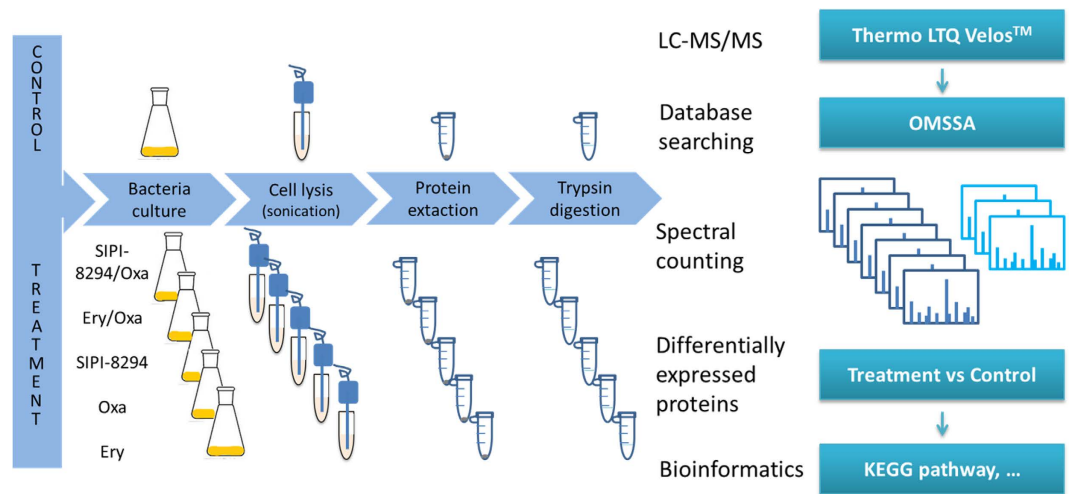 CONTROL
TREATMENT
Bacteria
culture
Cell lysis
(sonication)
Protein
extaction
Trypsin
digestion
SIPI-
8294/Oxa
Ery/Oxa
SIPI-8294
Oxa
Ery
LC-MS/MS
Thermo LTQ Velos™
Database
searching
OMSSA
Spectral
counting
Differentially
expressed
proteins
Treatment vs Control
Bioinformatics
KEGG pathway, ...